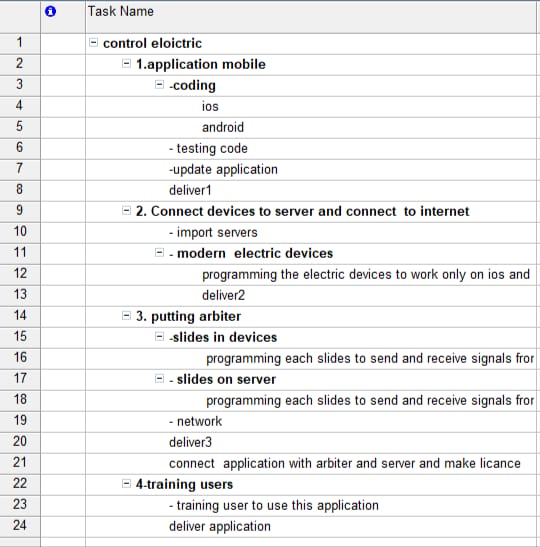 Task Name
1 control eloictric
2 1.application mobile
3 -coding
4 ios
5 android
6 - testing code
7 -update application
8 deliver1
9 2. Connect devices to server and connect to internet
10 - import servers
11 - modern electric devices
12 programming the electric devices to work only on ios and
13 deliver2
14 3. putting arbiter
15 -slides in devices
16 programming each slides to send and receive signals fror
17 - slides on server
18 programming each slides to send and receive signals fror
19 - network
20 deliver3
21 connect application with arbiter and server and make licance
22 4-training users
23 - training user to use this application
24 deliver application